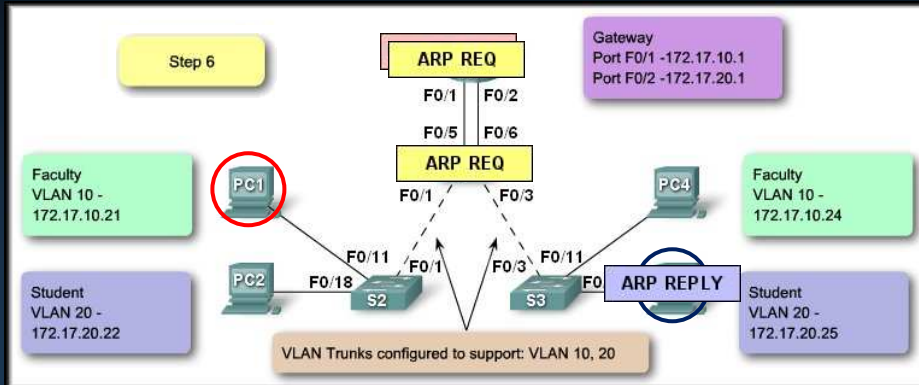 Step 6
ARP REQ
Gateway
Port F0/1 -172.17.10.1
Port F0/2 -172.17.20.1
F0/1
F0/2
F0/5
F0/6
ARP REQ
Faculty
VLAN 10 -
172.17.10.21
PC1
F0/1
F0/3
PC4
Faculty
VLAN 10 -
172.17.10.24
F0/11
F0/1
F0/3
F0/11
Student
VLAN 20 -
172.17.20.22
PC2
F0/18
S2
S3
ARP REPLY
Student
VLAN 20 -
172.17.20.25
VLAN Trunks configured to support: VLAN 10, 20